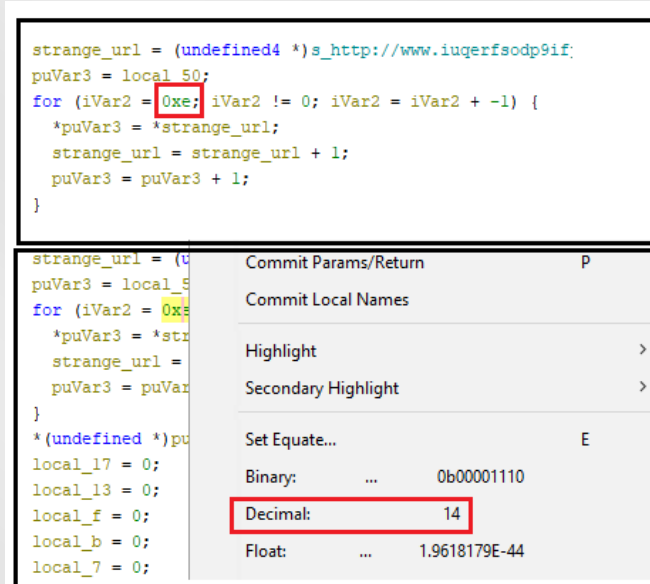 strange_url = (undefined4 *)s_http://www.iuqerfsodp9if
puVar3 = local_50;
for (iVar2 = 0xe; iVar2 != 0; iVar2 = iVar2 + -1) {
*puVar3 = *strange_url;
strange_url = strange_url + 1;
puVar3 = puVar3 + 1;
}
strange_url = (u
puVar3 = local_5
for (iVar2 = 0xe
*puVar3 = *str
strange_url =
puVar3 = puVar
}
*(undefined *)pu
local_17 = 0;
local_13 = 0;
local_f = 0;
local_b = 0;
local_7 = 0;
Commit Params/Return P
Commit Local Names
Highlight >
Secondary Highlight >
Set Equate... E
Binary: ... 0b00001110
Decimal: 14
Float: ... 1.9618179E-44